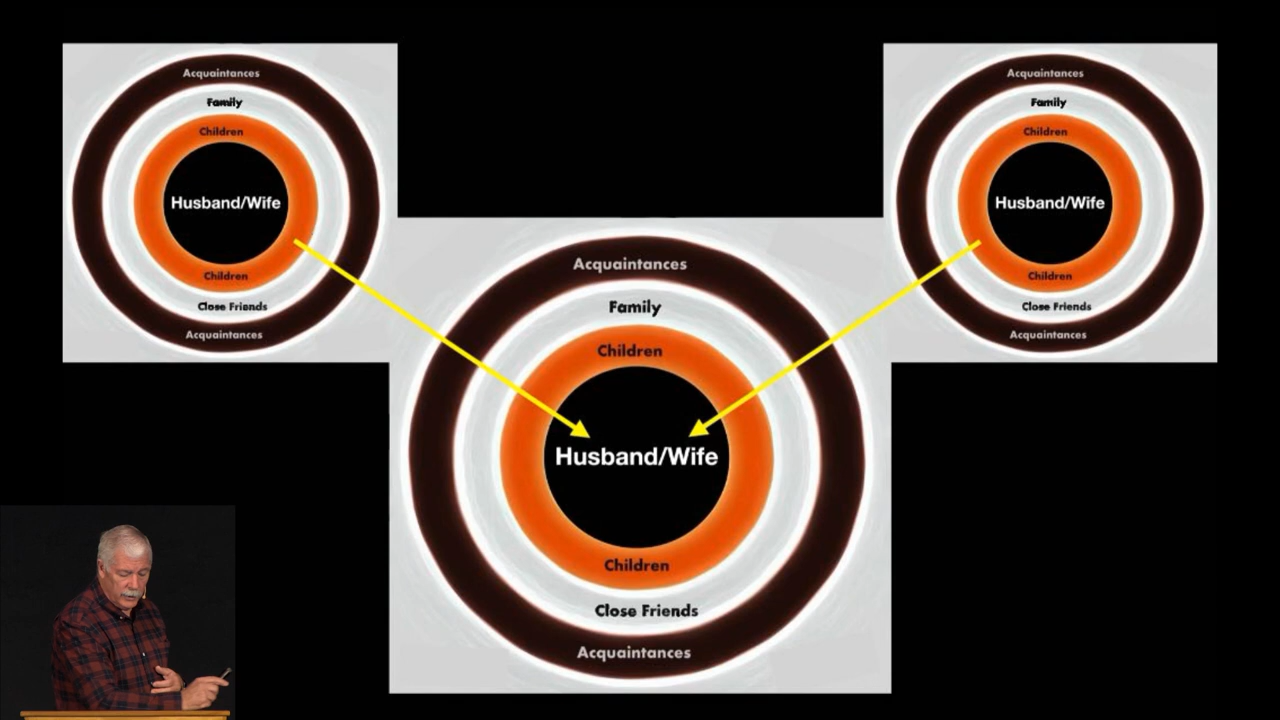 Acquaintances
Family
Children
Husband/Wife
Children
Close Friends
Acquaintances
Acquaintances
Family
Children
Husband/Wife
Children
Close Friends
Acquaintances
Acquaintances
Family
Children
Husband/Wife
Children
Close Friends
Acquaintances